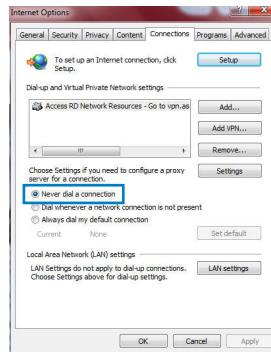 Internet Options
General Security Privacy Content Connections Programs Advanced
To set up an Internet connection, click
Setup.
Setup
Dial-up and Virtual Private Network settings
Access RD Network Resources - Go to vpn.as
Add...
Add VPN...
Remove...
Choose Settings if you need to configure a proxy
server for a connection.
Settings
Never dial a connection
Dial whenever a network connection is not present
Always dial my default connection
Current None
Set default
Local Area Network (LAN) settings
LAN Settings do not apply to dial-up connections.
Choose Settings above for dial-up settings.
LAN settings
OK Cancel Apply